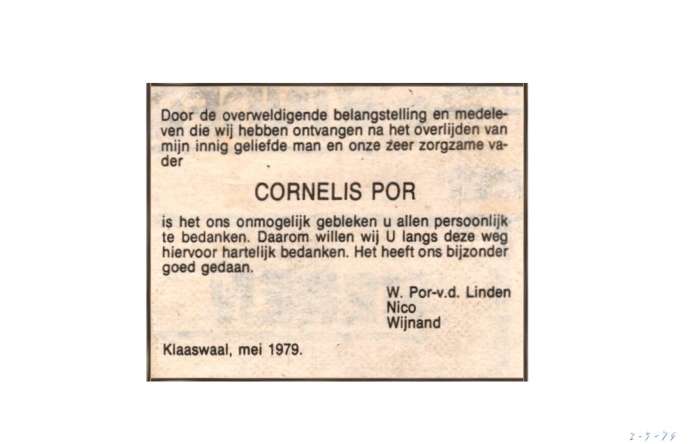 Door de overweldigende belangstelling en medele-
ven die wij hebben ontvangen na het overlijden van
mijn innig geliefde man en onze zeer zorgzame va-
der
CORNELIS POR
is het ons onmogelijk gebleken u allen persoonlijk
te bedanken. Daarom willen wij U langs deze weg
hiervoor hartelijk bedanken. Het heeft ons bijzonder
goed gedaan.
W. Por-v.d. Linden
Nico
Wijnand
Klaaswaal, mei 1979.